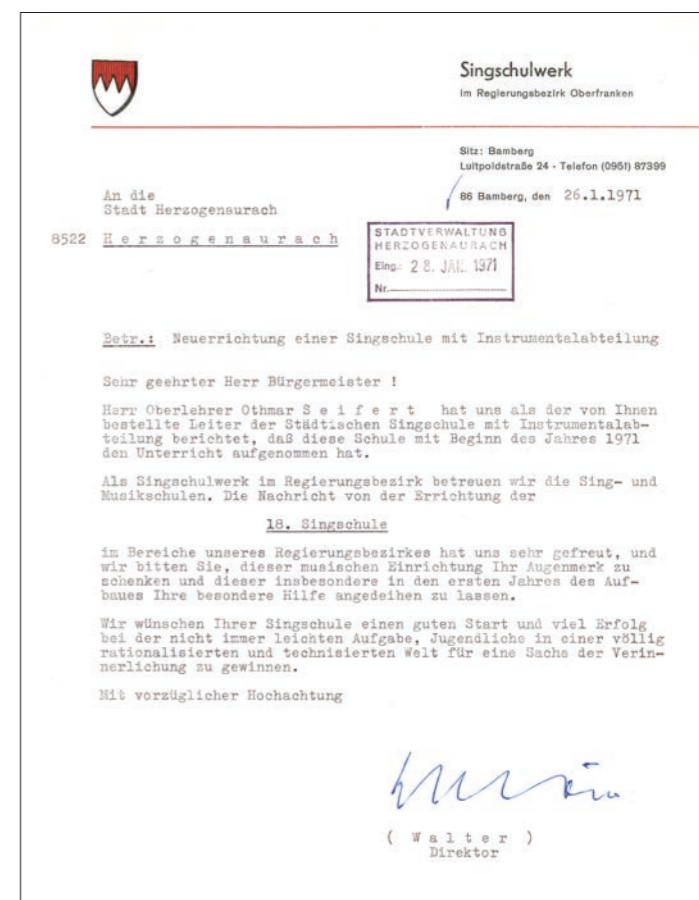 Singschulwerk
im Regierungsbezirk Oberfranken
Sitz: Bamberg
Luitpoldstraße 24 - Telefon (0951) 87399
86 Bamberg, den 26.1.1971
An die
Stadt Herzogenaurach
8522 H e r z o g e n a u r a c h
STADTVERWALTUNG
HERZOGENAURACH
Eing.: 28. JAN. 1971
Nr.
Betr.: Neuerrichtung einer Singschule mit Instrumentalabteilung
Sehr geehrter Herr Bürgermeister !
Herr Oberlehrer Othmar S e i f e r t hat uns als der von Ihnen
bestellte Leiter der Städtischen Singschule mit Instrumentalab-
teilung berichtet, daß diese Schule mit Beginn des Jahres 1971
den Unterricht aufgenommen hat.
Als Singschulwerk im Regierungsbezirk betreuen wir die Sing- und
Musikschulen. Die Nachricht von der Errichtung der
18. Singschule
im Bereiche unseres Regierungsbezirkes hat uns sehr gefreut, und
wir bitten Sie, dieser musischen Einrichtung Ihr Augenmerk zu
schenken und dieser insbesondere in den ersten Jahres des Auf-
baues Ihre besondere Hilfe angedeihen zu lassen.
Wir wünschen Ihrer Singschule einen guten Start und viel Erfolg
bei der nicht immer leichten Aufgabe, Jugendliche in einer völlig
rationalisierten und technisierten Welt für eine Sache der Verin-
nerlichung zu gewinnen.
Mit vorzüglicher Hochachtung
( W a l t e r )
Direktor